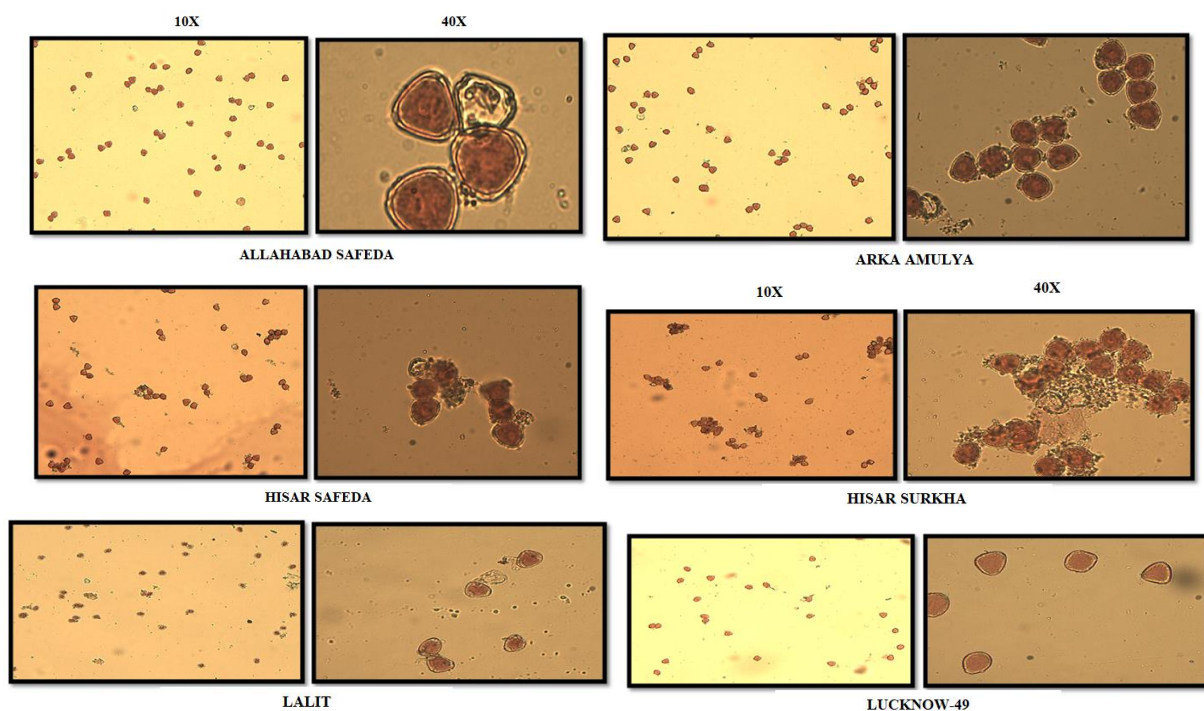 10X
40X
ALLAHABAD SAFEDA
ARKA AMULYA
10X
40X
HISAR SAFEDA
HISAR SURKHA
LALIT
LUCKNOW-49